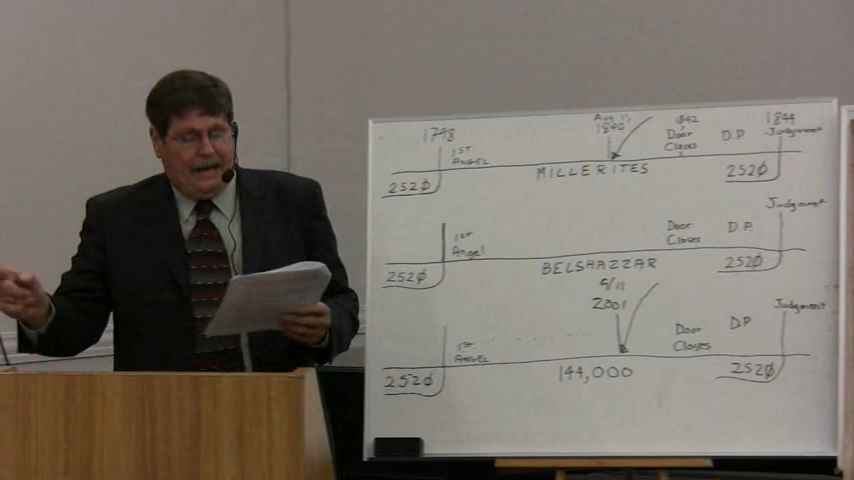 1798
Aug 11,
1840
1842
Door
Closes
D.P.
1844
Judgment
1ST
ANGEL
2520
MILLERITES
2520
Judgment
1st
Angel
Door
Closes
D.P.
2520
BELSHAZZAR
2520
9/11
2001
Judgment
1st
ANGEL
Door
Closes
D.P.
2520
144,000
2520